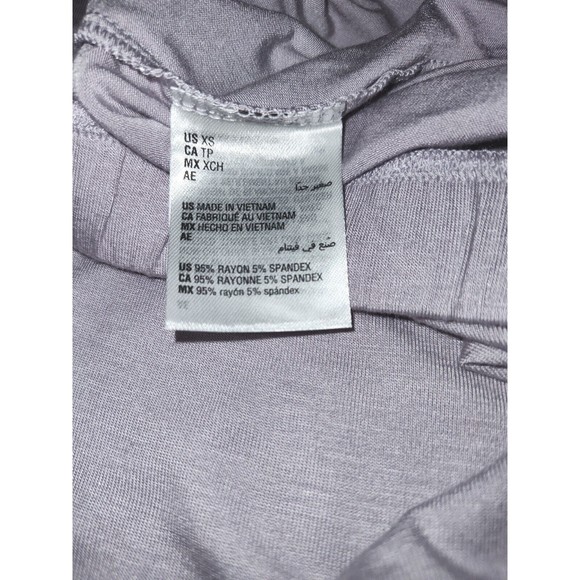 US XS
CA TP
MX XCH
AE
صغير جداً
US MADE IN VIETNAM
CA FABRIQUÉ AU VIETNAM
MX HECHO EN VIETNAM
AE
صّنع في فيتنام
US 95% RAYON 5% SPANDEX
CA 95% RAYONNE 5% SPANDEX
MX 95% rayón 5% spándex